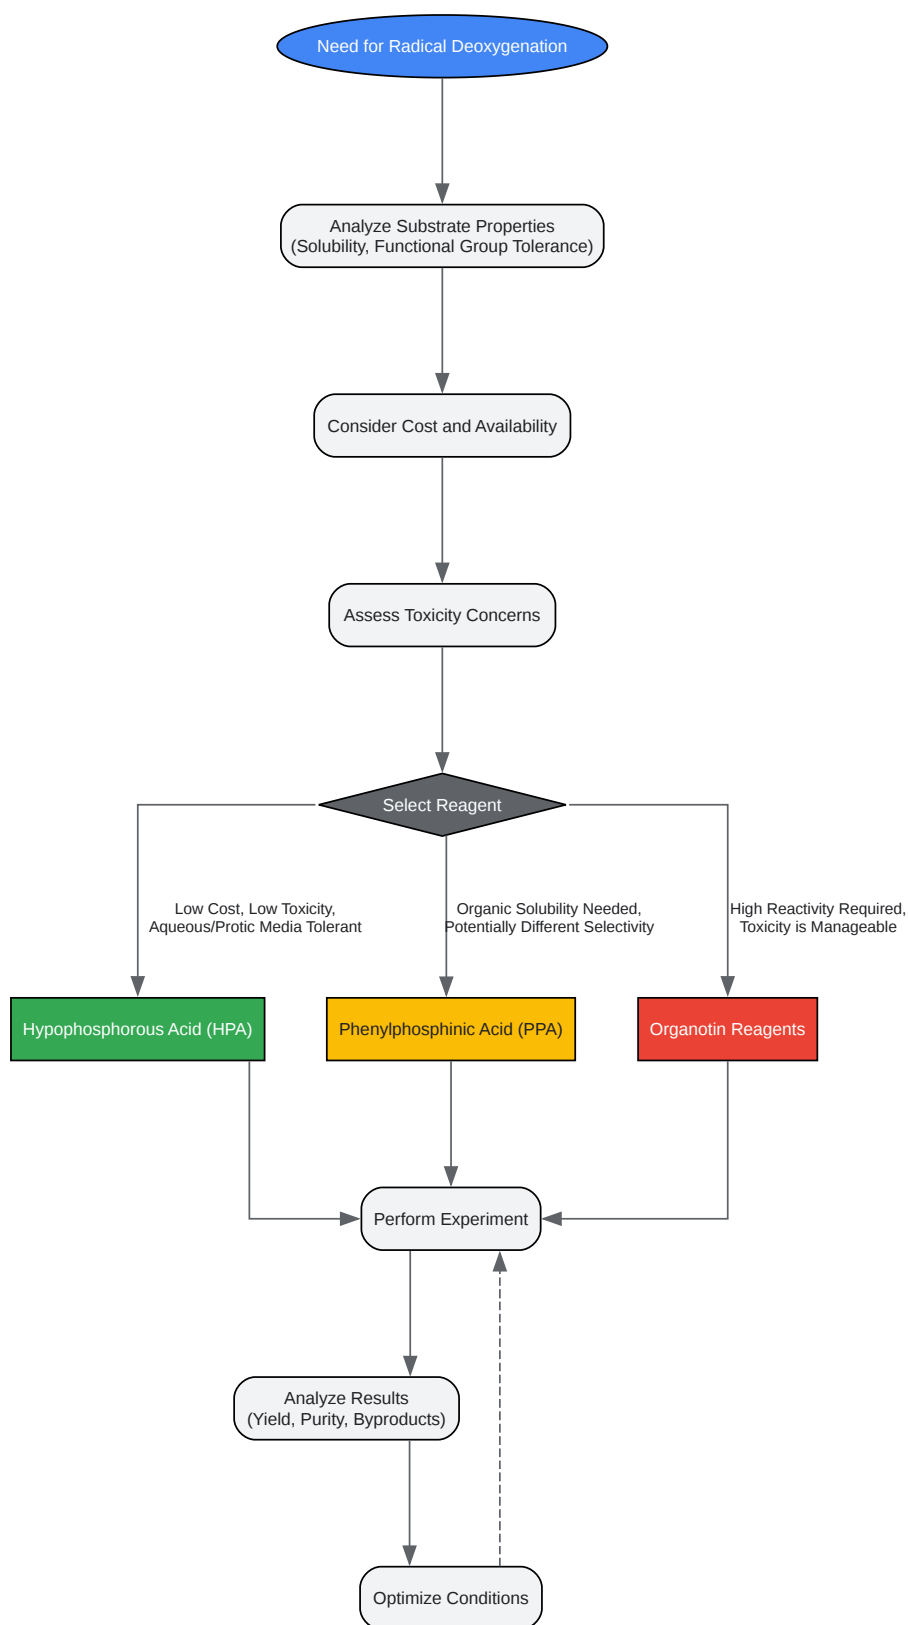 Need for Radical Deoxygenation
Analyze Substrate Properties
(Solubility, Functional Group Tolerance)
Consider Cost and Availability
Assess Toxicity Concerns
Select Reagent
Low Cost, Low Toxicity,
Aqueous/Protic Media Tolerant
Organic Solubility Needed,
Potentially Different Selectivity
High Reactivity Required,
Toxicity is Manageable
Hypophosphorous Acid (HPA)
Phenylphosphinic Acid (PPA)
Organotin Reagents
Perform Experiment
Analyze Results
(Yield, Purity, Byproducts)
Optimize Conditions